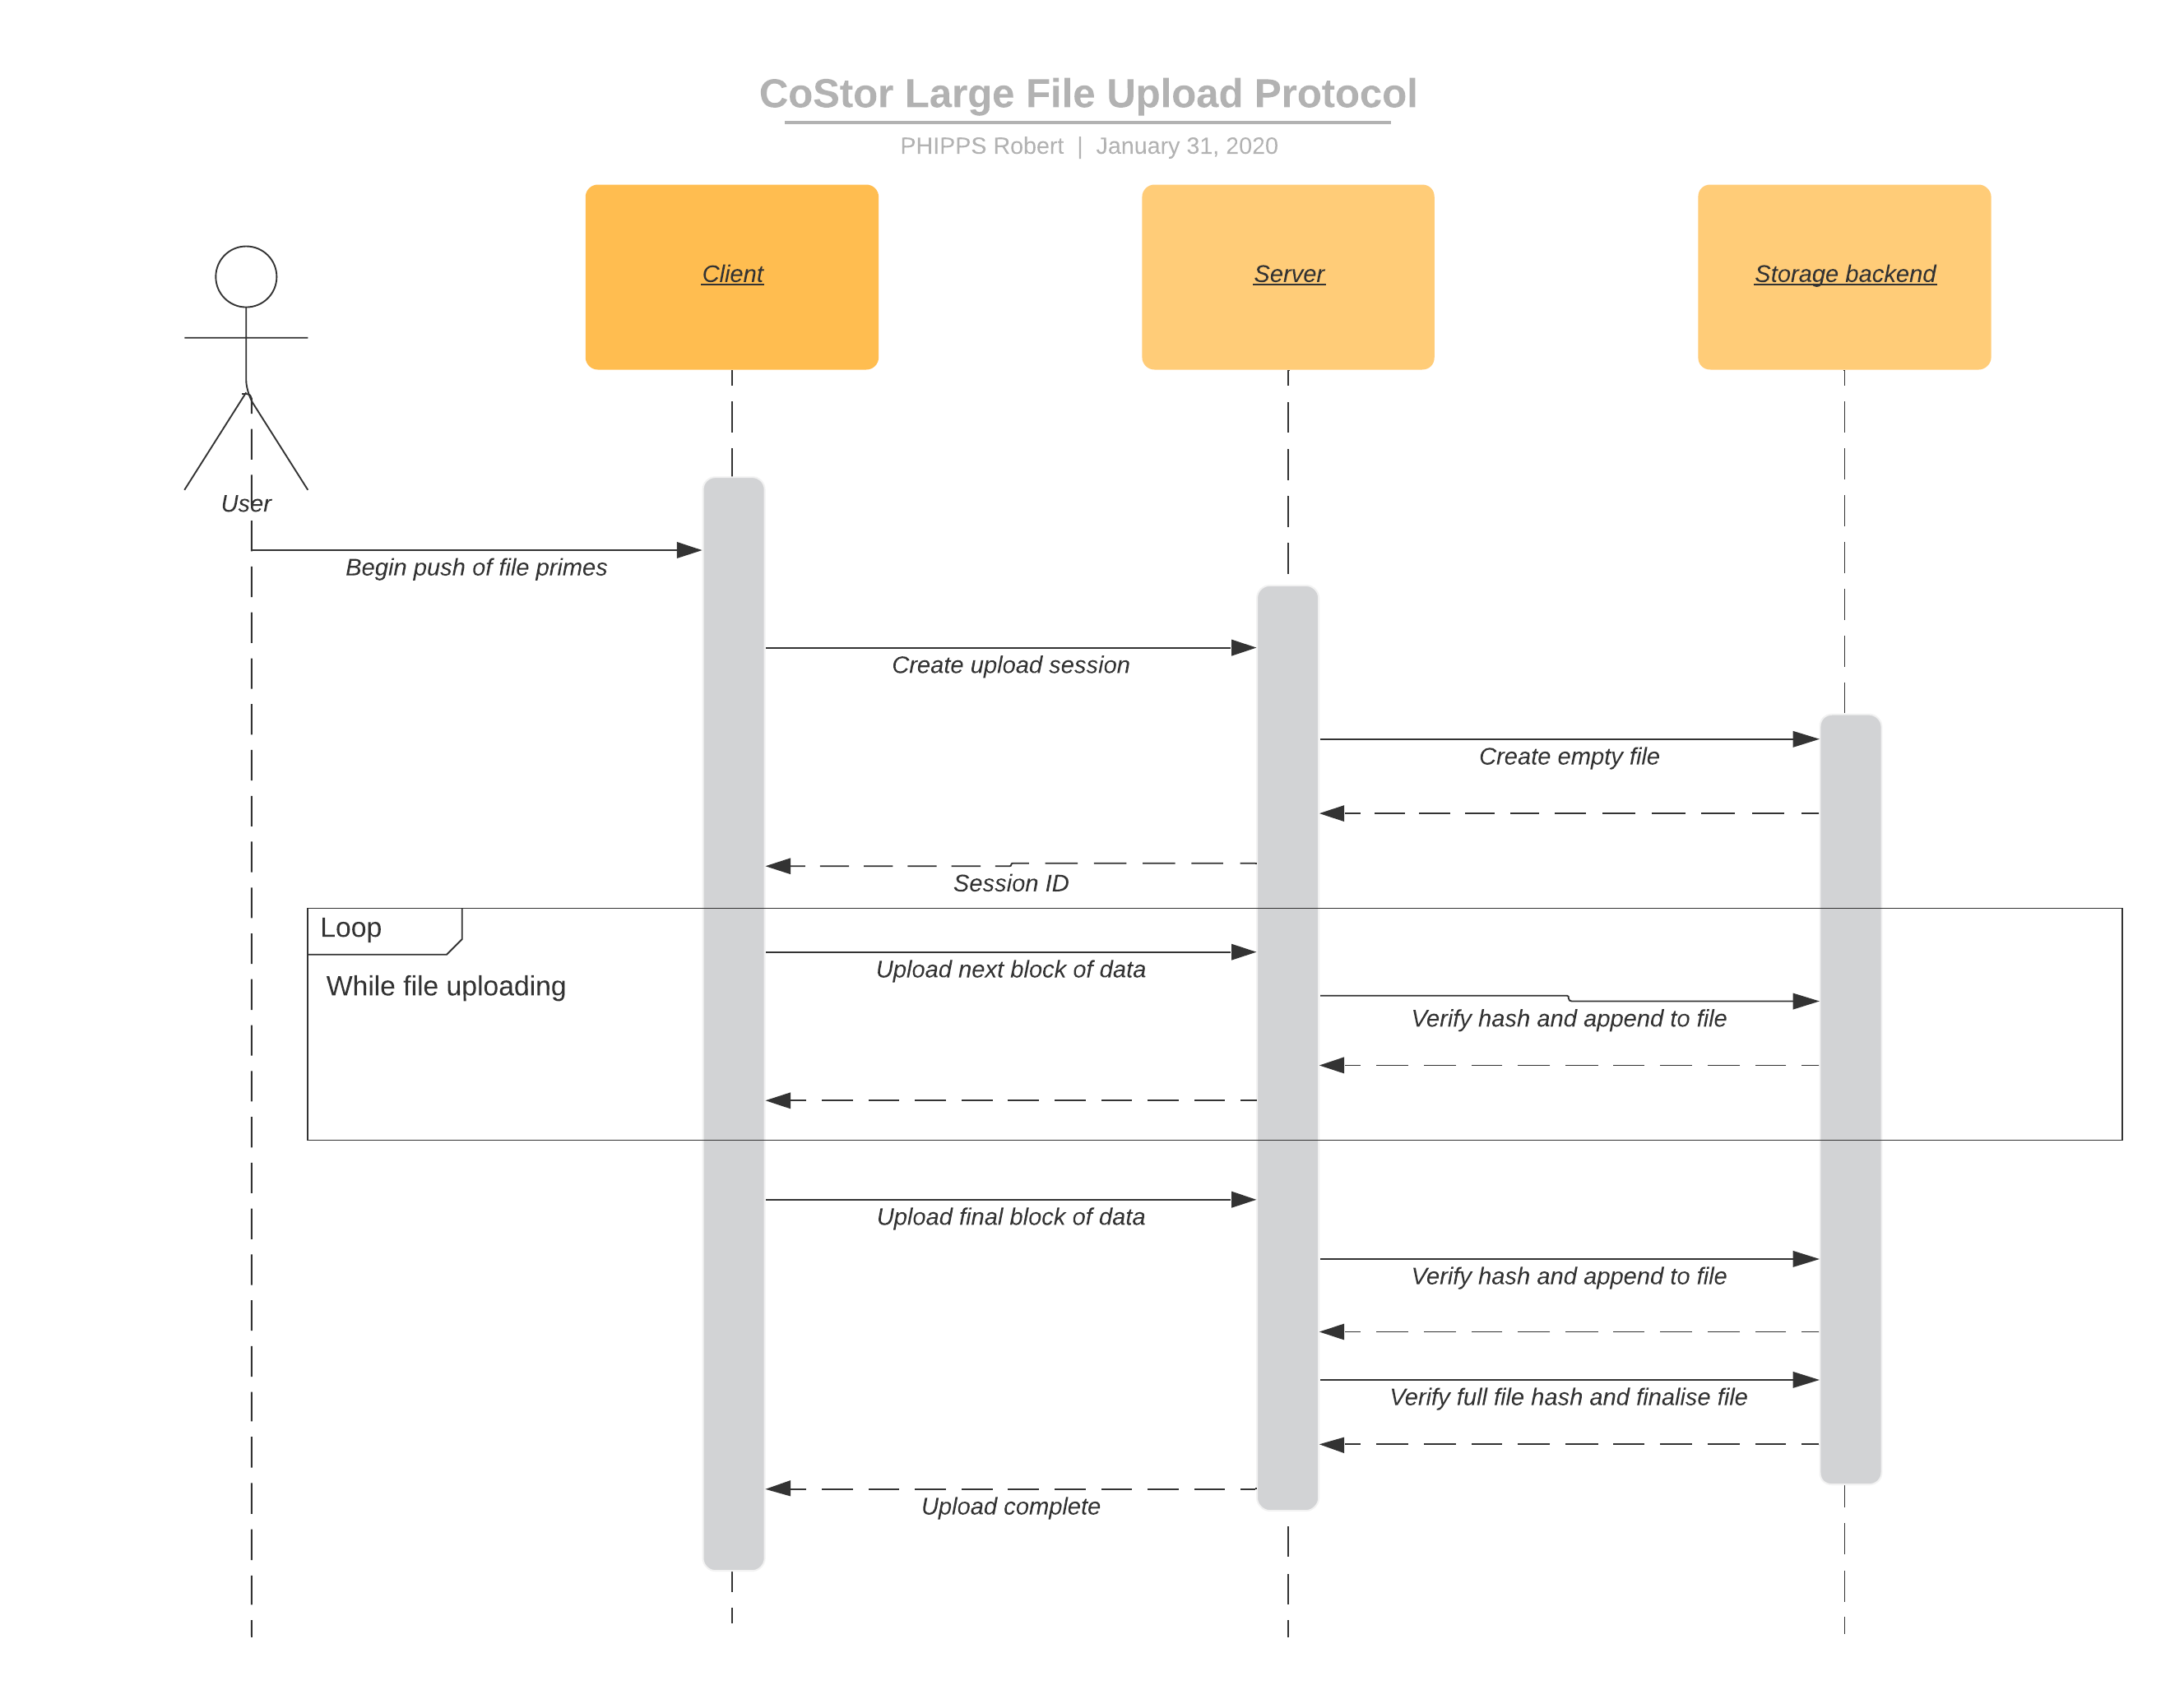 CoStor Large File Upload Protocol
PHIPPS Robert | January 31, 2020
Client
Server
Storage backend
User
Begin push of file primes
Create upload session
Create empty file
Session ID
Loop
Upload next block of data
While file uploading
Verify hash and append to file
Upload final block of data
Verify hash and append to file
Verify full file hash and finalise file
Upload complete